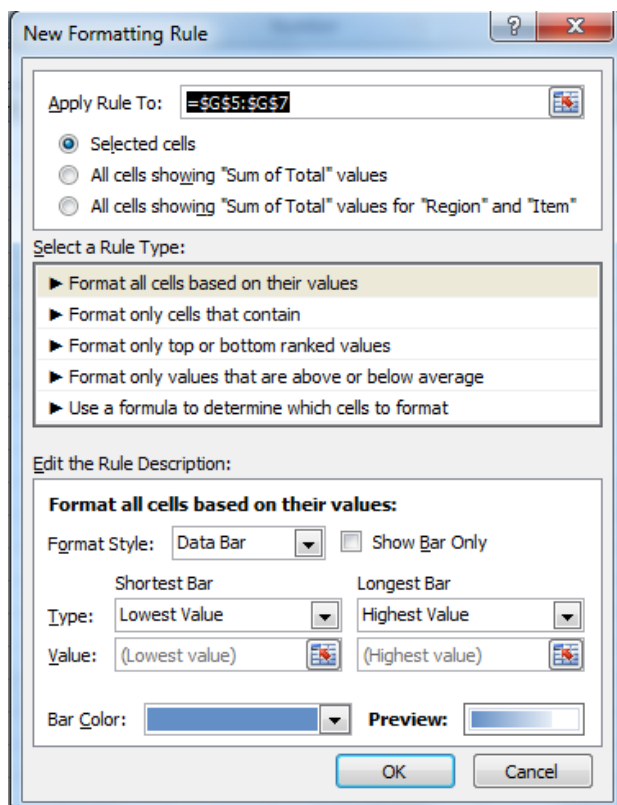 New Formatting Rule
Apply Rule To: =$G$5:$G$7
Selected cells
All cells showing "Sum of Total" values
All cells showing "Sum of Total" values for "Region" and "Item"
Select a Rule Type:
► Format all cells based on their values
► Format only cells that contain
► Format only top or bottom ranked values
► Format only values that are above or below average
► Use a formula to determine which cells to format
Edit the Rule Description:
Format all cells based on their values:
Format Style: Data Bar Show Bar Only
Shortest Bar Longest Bar
Type: Lowest Value Highest Value
Value: (Lowest value) (Highest value)
Bar Color: Preview:
OK Cancel